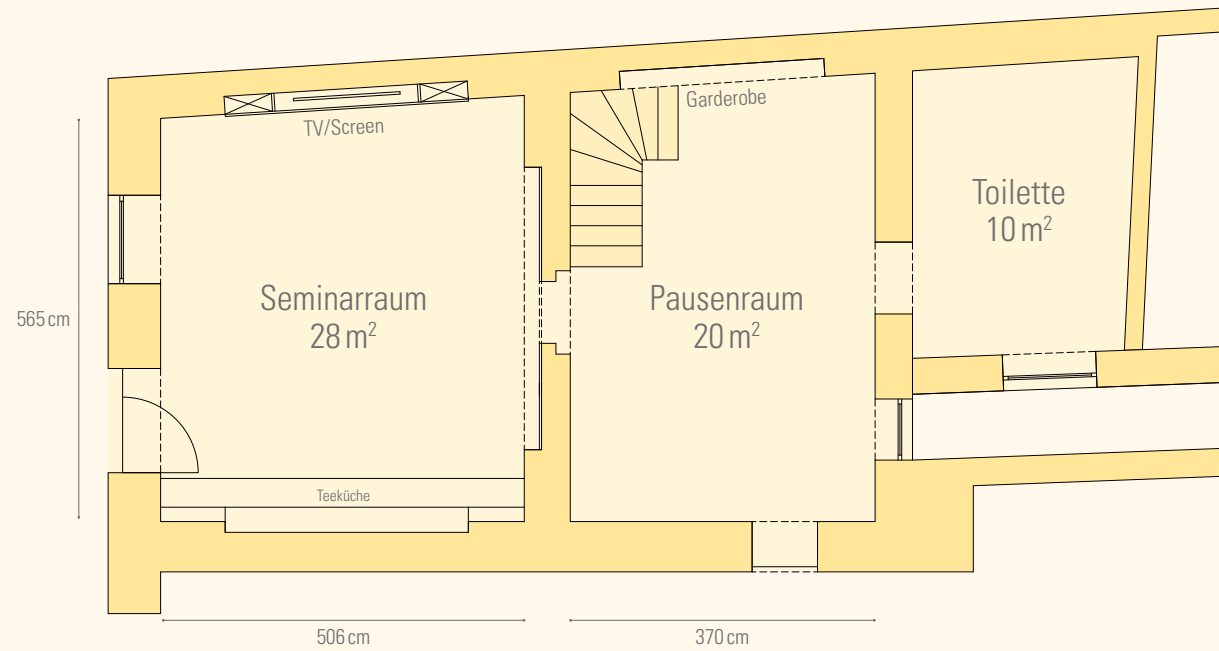 TV/Screen
Garderobe
Toilette
10 m²
Seminarraum
28 m²
Pausenraum
20 m²
565 cm
Teeküche
506 cm
370 cm